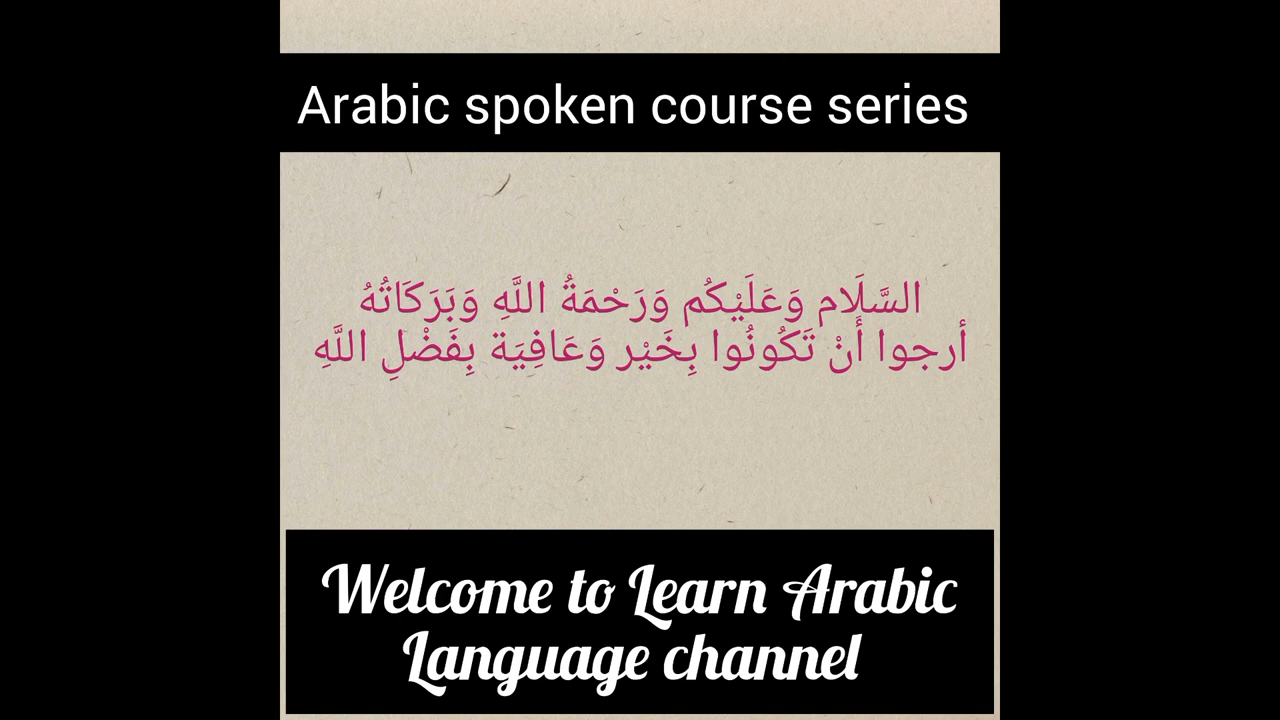 Arabic spoken course series
السَّلَام وَعَلَيْكُم وَرَحْمَةُ اللَّهِ وَبَرَكَاتُهُ
أرجوا أَنْ تَكُونُوا بِخَيْر وَعَافِيَة بِفَضْلِ اللَّهِ
Welcome to Learn Arabic
Language channel